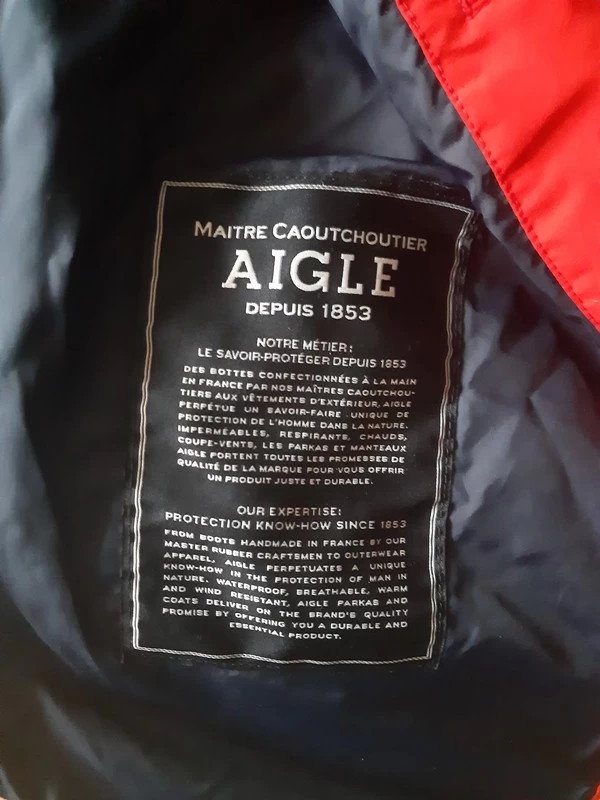 MAITRE CAOUTCHOUTIER
AIGLE
DEPUIS 1853
NOTRE MÉTIER:
LE SAVOIR-PROTÉGER DEPUIS 1853
DES BOTTES CONFECTIONNÉES À LA MAIN
EN FRANCE PAR NOS MAÎTRES CAOUTCHOU-
TIERS AUX VÊTEMENTS D'EXTÉRIEUR, AIGLE
PERPÉTUE UN SAVOIR-FAIRE UNIQUE DE
PROTECTION DE L'HOMME DANS LA NATURE.
IMPERMÉABLES, RESPIRANTS, CHAUDS,
COUPE-VENTS, LES PARKAS ET MANTEAUX
AIGLE PORTENT TOUTES LES PROMESSES DE
QUALITÉ DE LA MARQUE POUR VOUS OFFRIR
UN PRODUIT JUSTE ET DURABLE.
OUR EXPERTISE:
PROTECTION KNOW-HOW SINCE 1853
FROM BOOTS HANDMADE IN FRANCE BY OUR
MASTER RUBBER CRAFTSMEN TO OUTERWEAR
APPAREL, AIGLE PERPETUATES A UNIQUE
KNOW-HOW IN THE PROTECTION OF MAN IN
NATURE. WATERPROOF, BREATHABLE, WARM
AND WIND RESISTANT, AIGLE PARKAS AND
COATS DELIVER ON THE BRAND'S QUALITY
PROMISE BY OFFERING YOU A DURABLE AND
ESSENTIAL PRODUCT.